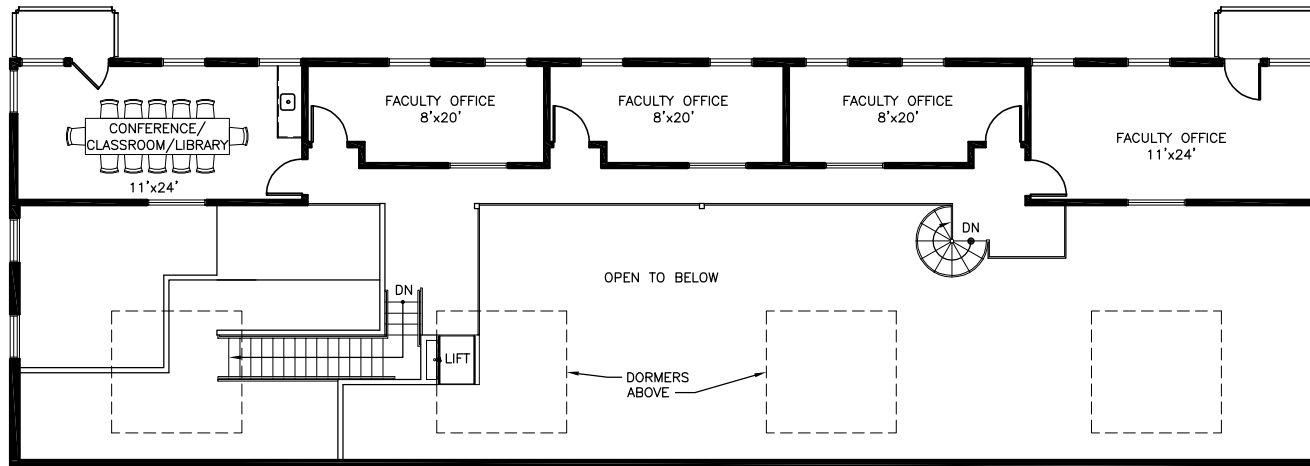 FACULTY OFFICE
8'x20'
FACULTY OFFICE
8'x20'
FACULTY OFFICE
8'x20'
CONFERENCE/
CLASSROOM/LIBRARY
11'x24'
FACULTY OFFICE
11'x24'
DN
OPEN TO BELOW
DN
LIFT
DORMERS
ABOVE